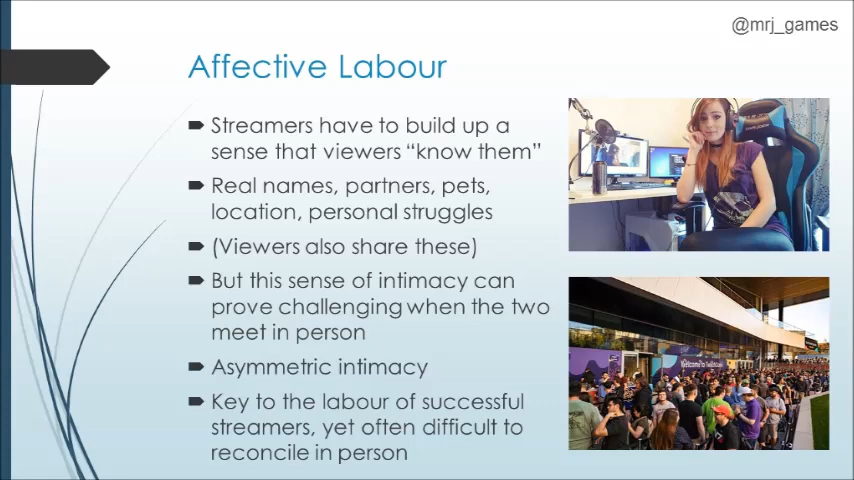 @mrj_games
Affective Labour
Streamers have to build up a
sense that viewers “know them”
Real names, partners, pets,
location, personal struggles
(Viewers also share these)
But this sense of intimacy can
prove challenging when the two
meet in person
Asymmetric intimacy
Key to the labour of successful
streamers, yet often difficult to
reconcile in person
Welcome to